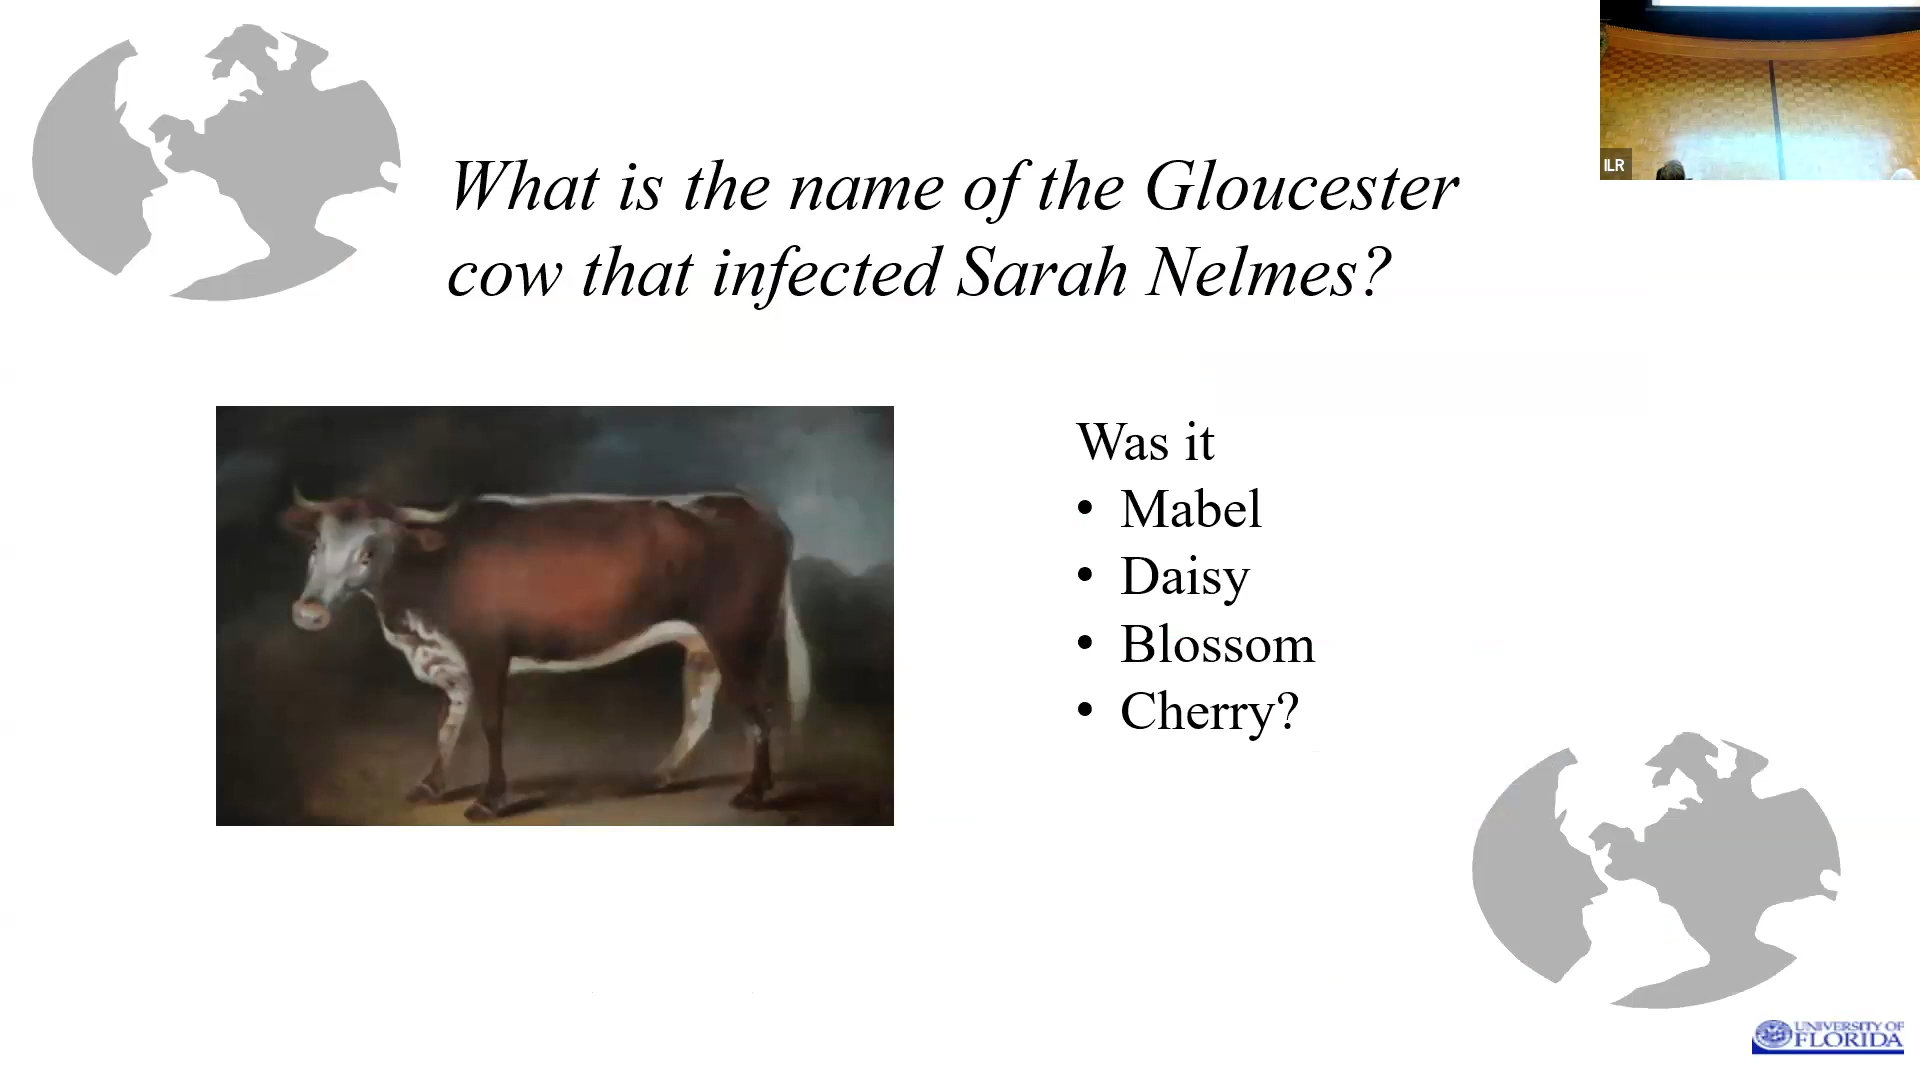 ILR
What is the name of the Gloucester
cow that infected Sarah Nelmes?
Was it
• Mabel
• Daisy
• Blossom
• Cherry?
UNIVERSITY OF
FLORIDA